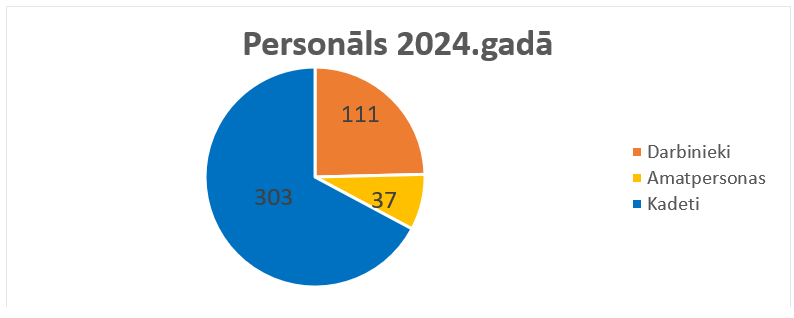 Personāls 2024.gadā
111
37
303
Darbinieki
Amatpersonas
Kadeti